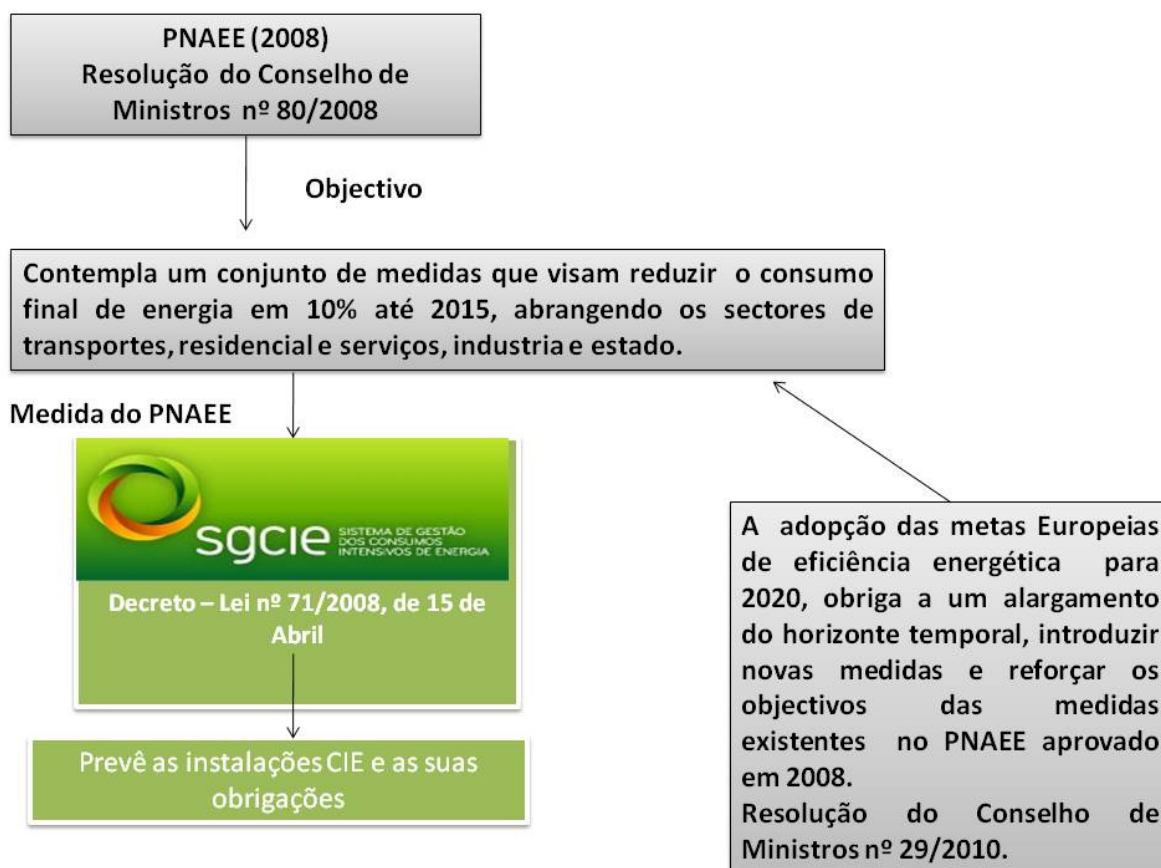 PNAEE (2008)
Resolução do Conselho de
Ministros nº 80/2008
Objectivo
Contempla um conjunto de medidas que visam reduzir o consumo
final de energia em 10% até 2015, abrangendo os sectores de
transportes, residencial e serviços, industria e estado.
Medida do PNAEE
sgcie
SISTEMA DE GESTÃO
DOS CONSUMOS
INTENSIVOS DE ENERGIA
Decreto – Lei nº 71/2008, de 15 de
Abril
Prevê as instalações CIE e as suas
obrigações
A adopção das metas Europeias
de eficiência energética para
2020, obriga a um alargamento
do horizonte temporal, introduzir
novas medidas e reforçar os
objectivos das medidas
existentes no PNAEE aprovado
em 2008.
Resolução do Conselho de
Ministros nº 29/2010.